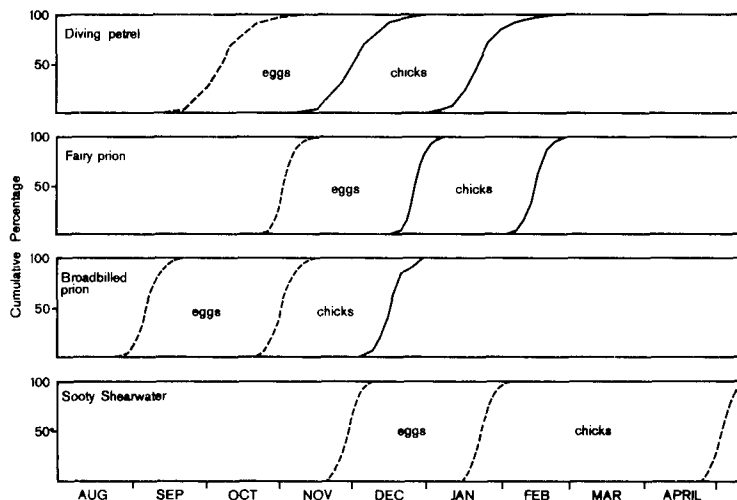 100
Diving petrel
50
eggs
chicks
100
Fairy prion
50
eggs
chicks
Cumulative Percentage
100
Broadbilled
prion
50
eggs
chicks
100
Sooty Shearwater
50
eggs
chicks
AUG SEP OCT NOV DEC JAN FEB MAR APRIL